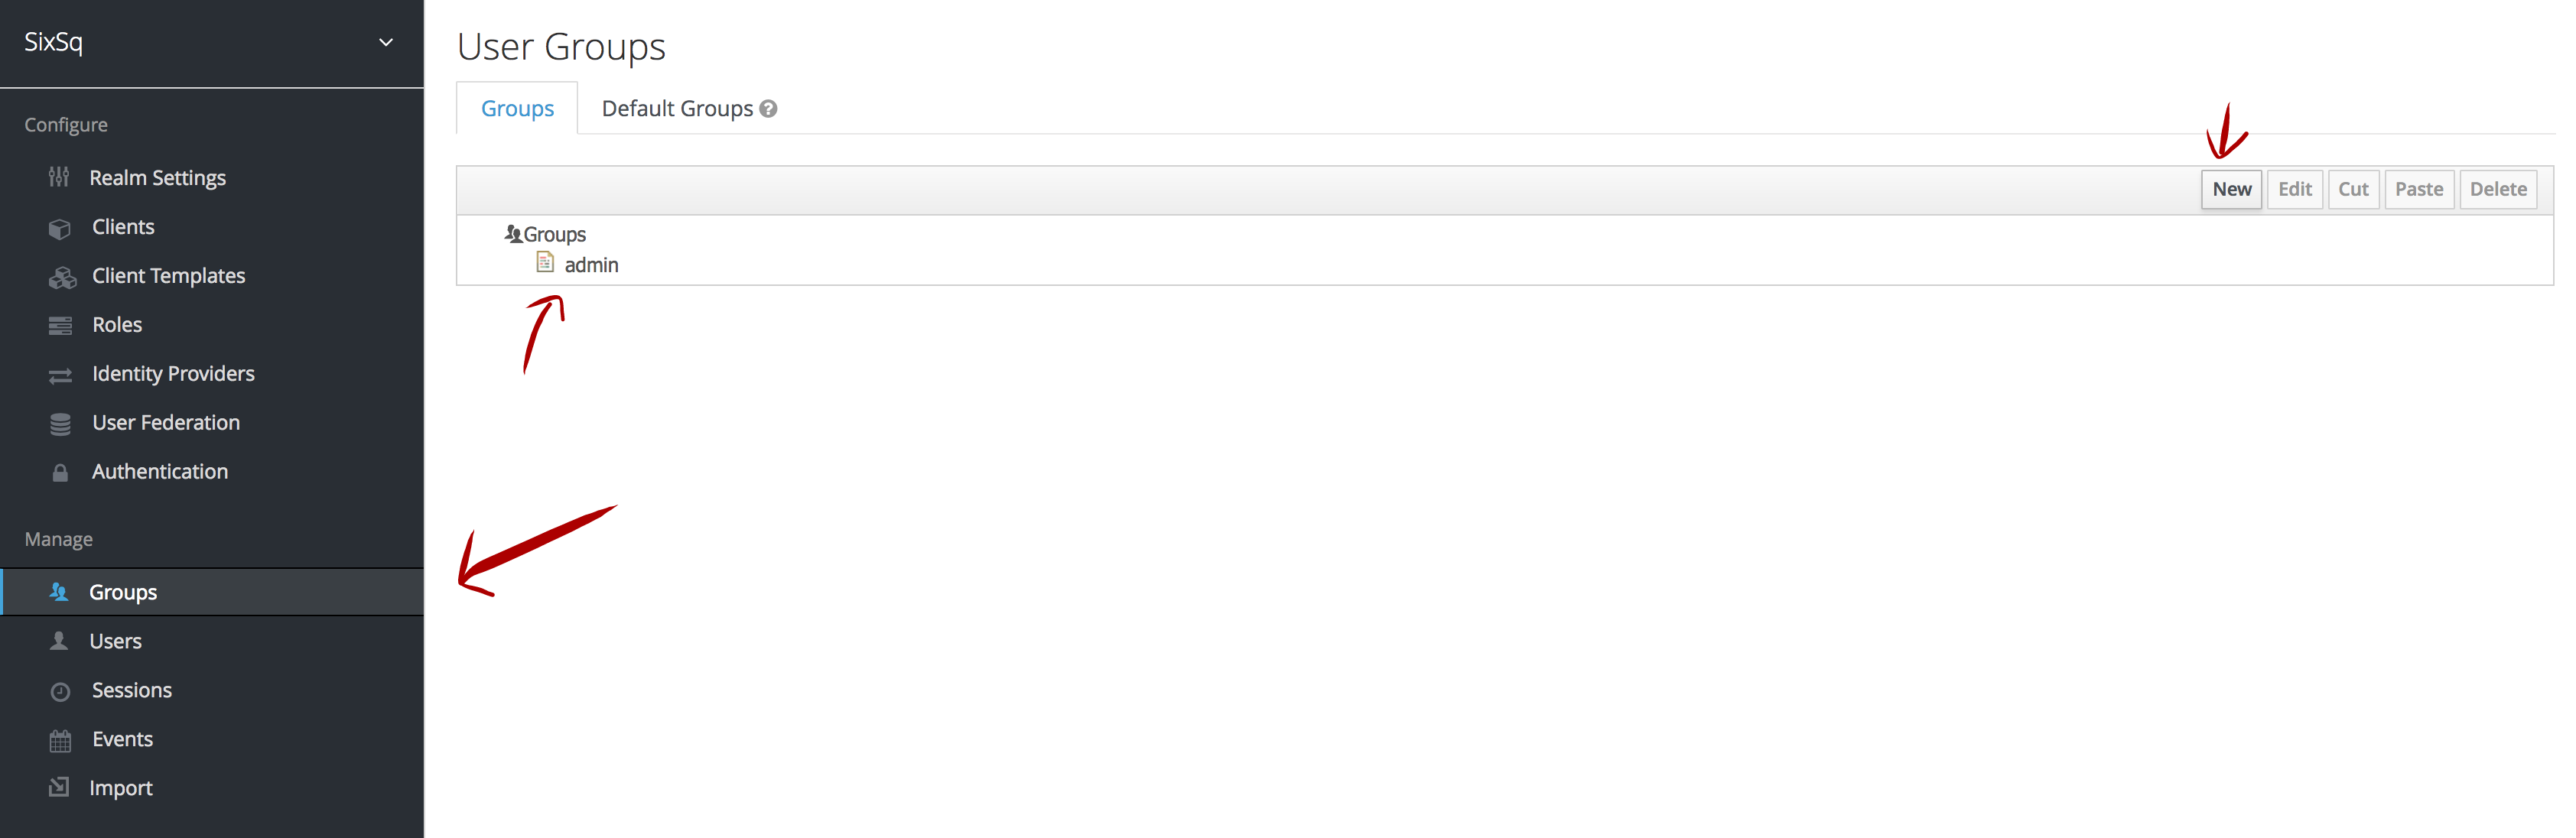 SixSq
Configure
Realm Settings
Clients
Client Templates
Roles
Identity Providers
User Federation
Authentication
Manage
Groups
Users
Sessions
Events
Import
User Groups
Groups Default Groups ?
New Edit Cut Paste Delete
Groups
admin